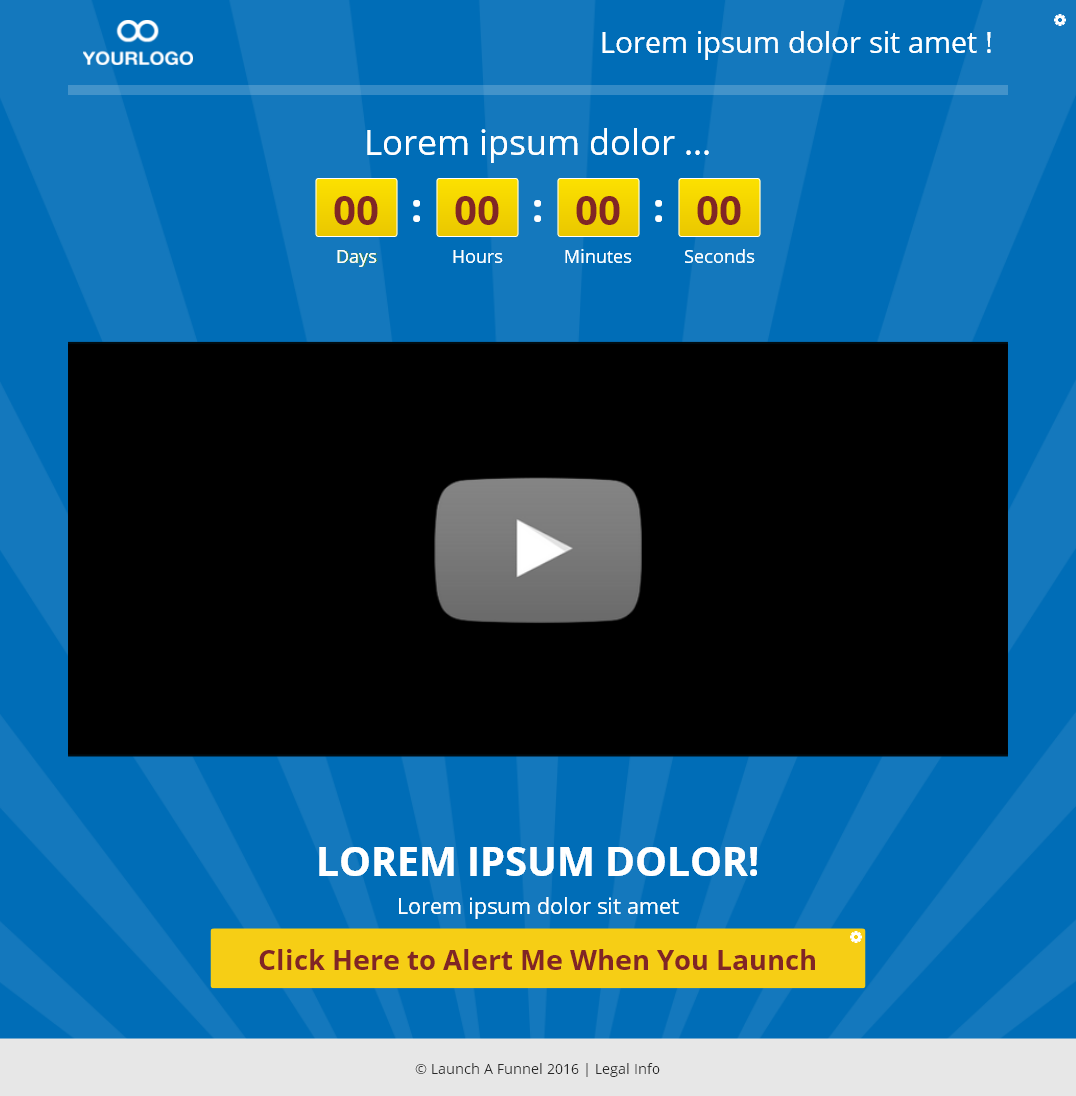 YOURLOGO
Lorem ipsum dolor sit amet !
Lorem ipsum dolor ...
00 : 00 : 00 : 00
Days Hours Minutes Seconds
LOREM IPSUM DOLOR!
Lorem ipsum dolor sit amet
Click Here to Alert Me When You Launch
© Launch A Funnel 2016 | Legal Info